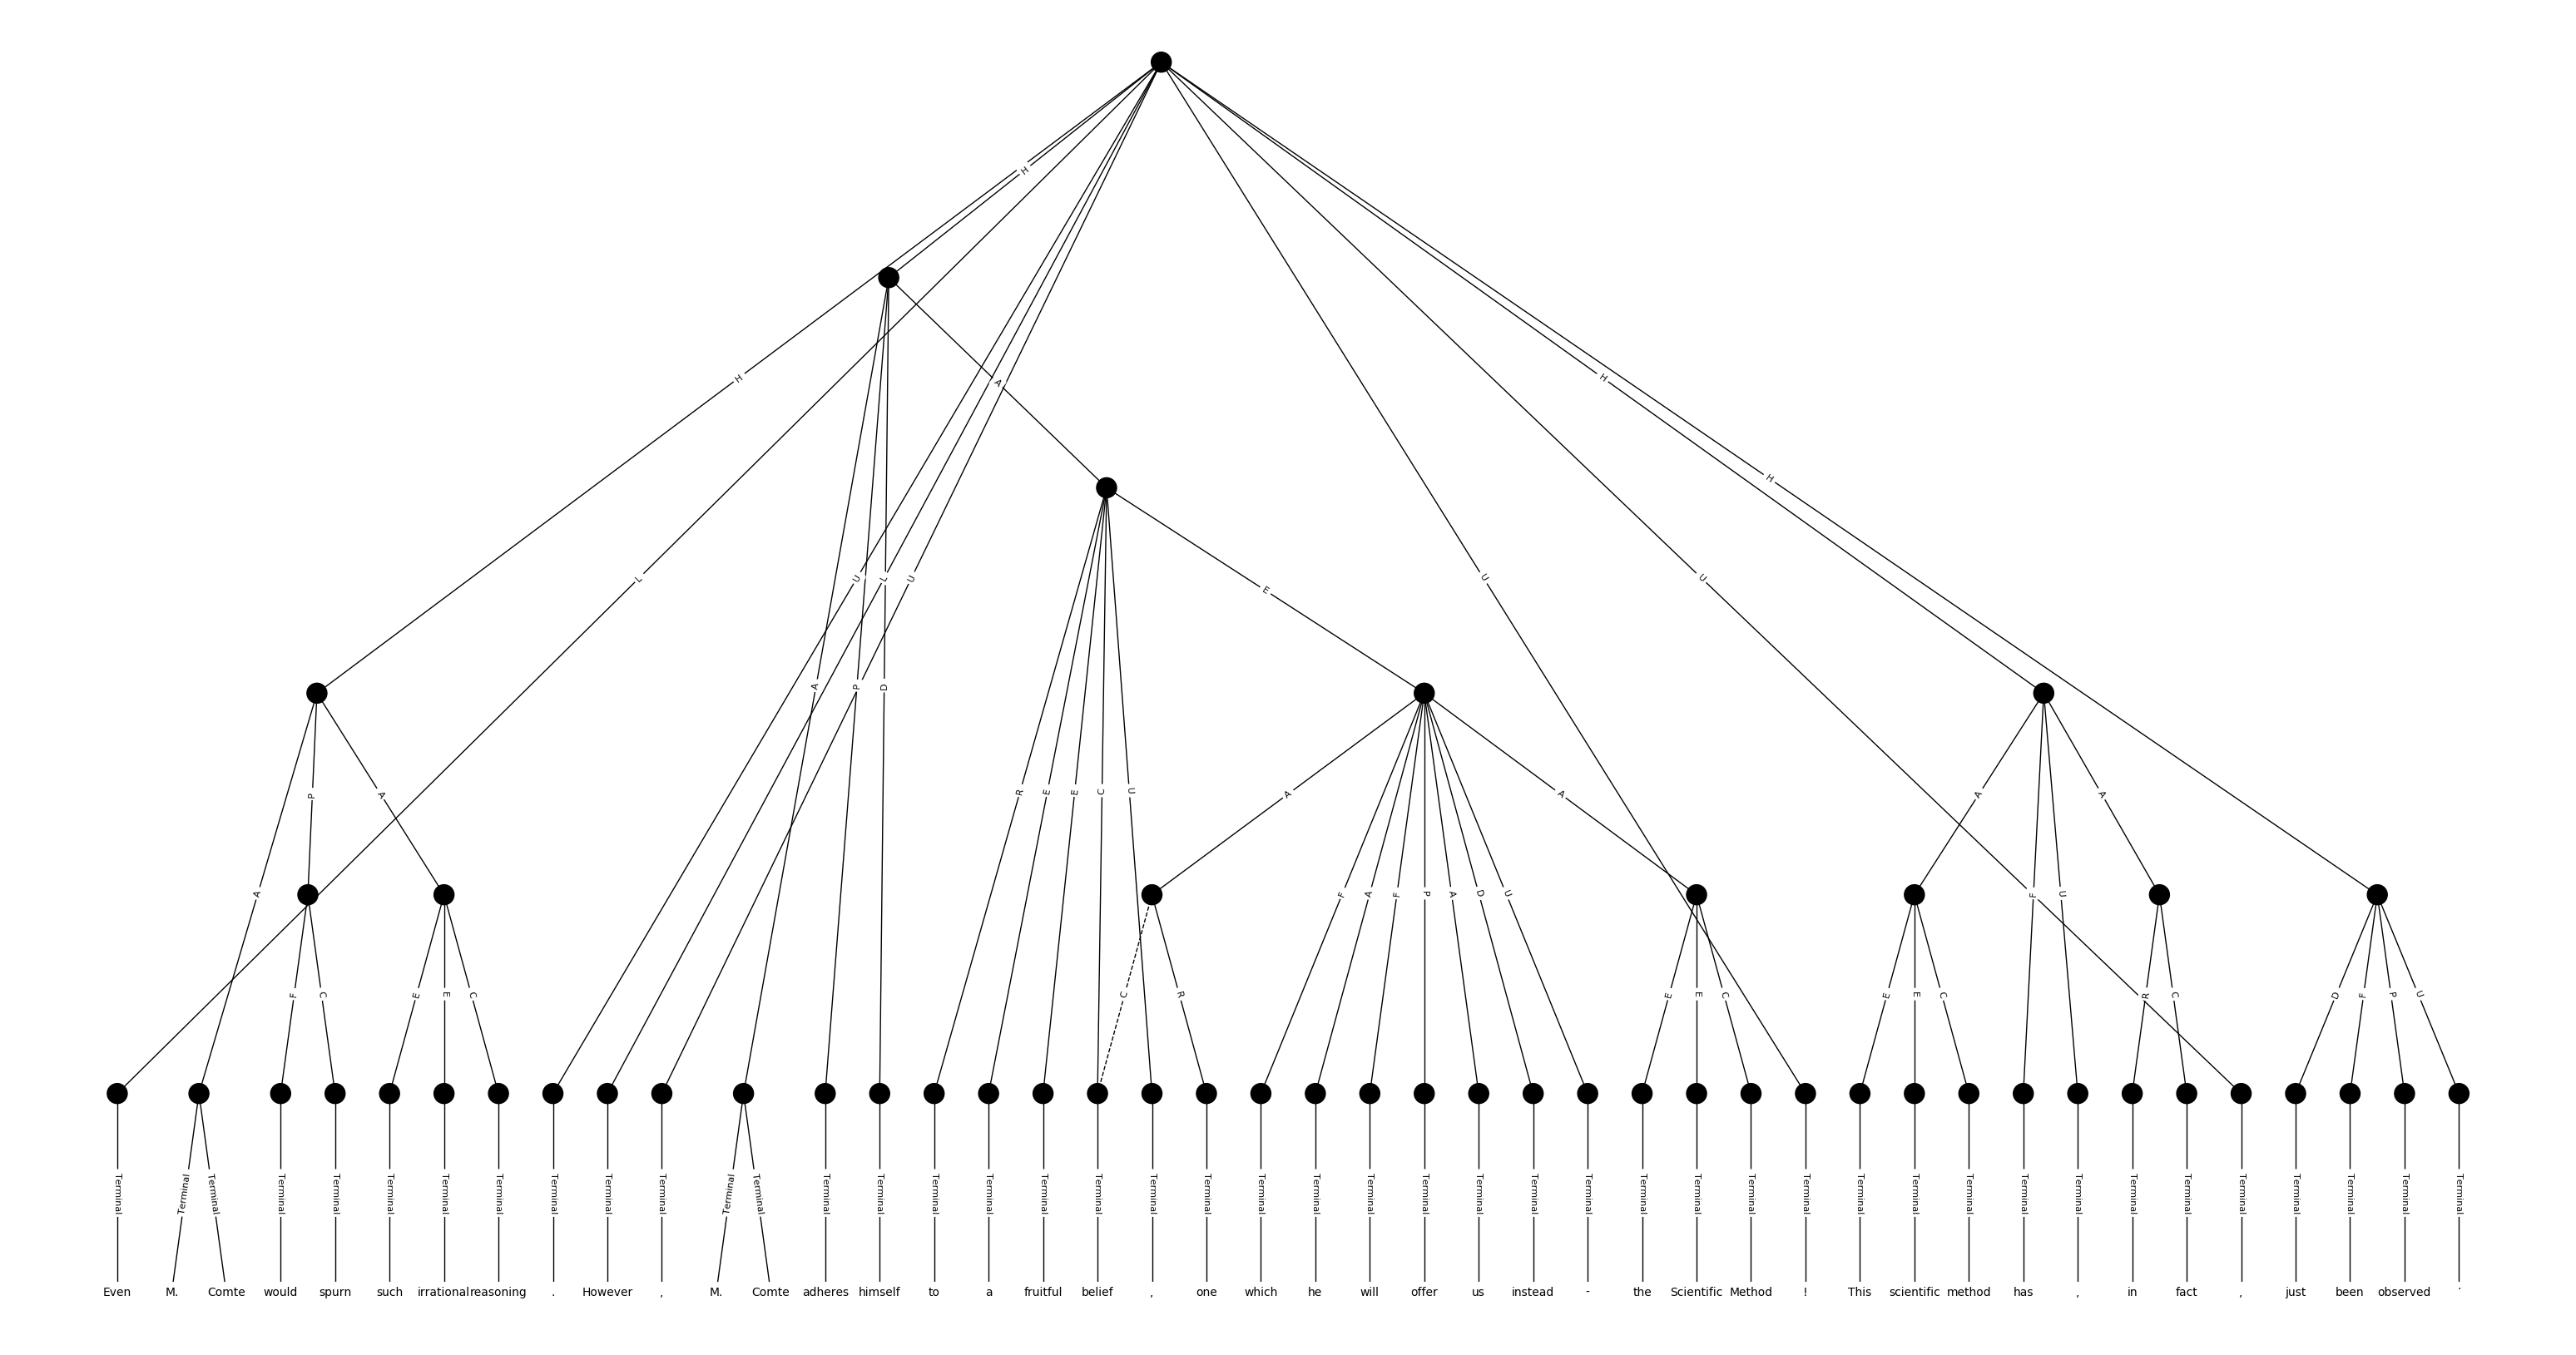 H
H
A
H
H
L
U
L
U
U
U
E
A
P
D
P
A
R
E
E
C
U
A
A
A
A
A
F
A
F
P
A
D
U
F
U
F
C
E
E
C
C
R
E
E
C
E
E
C
R
C
D
F
P
U
Terminal Terminal Terminal Terminal Terminal Terminal Terminal Terminal Terminal Terminal Terminal Terminal Terminal Terminal Terminal Terminal Terminal Terminal Terminal Terminal Terminal Terminal Terminal Terminal Terminal Terminal Terminal Terminal Terminal Terminal Terminal Terminal Terminal Terminal Terminal Terminal Terminal Terminal Terminal Terminal Terminal Terminal Terminal Terminal
Even M. Comte would spurn such irrational reasoning . However , M. Comte adheres himself to a fruitful belief , one which he will offer us instead - the Scientific Method ! This scientific method has , in fact , just been observed .